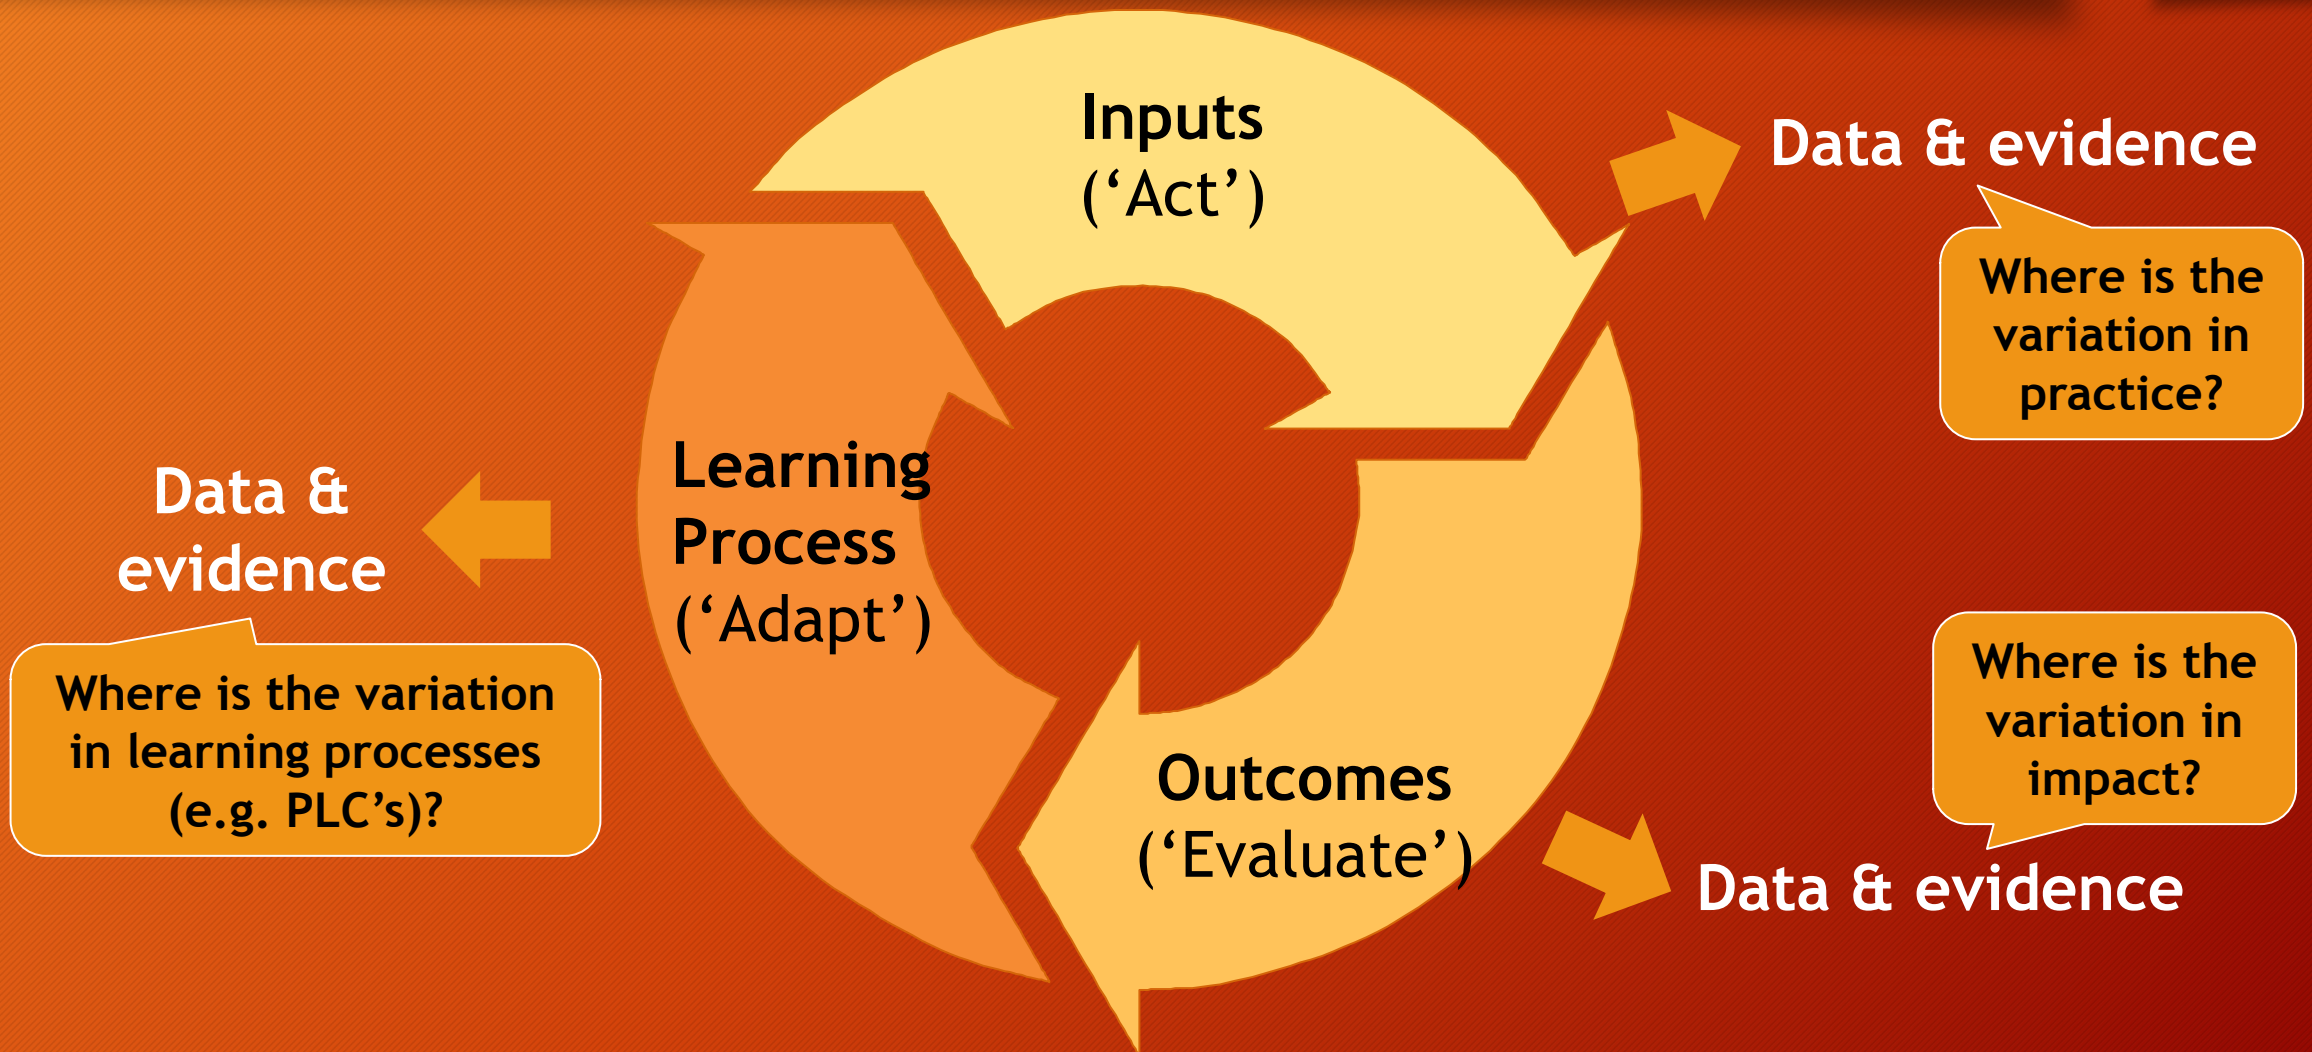 Inputs
(‘Act’)
Data & evidence
Where is the
variation in
practice?
Learning
Process
(‘Adapt’)
Data &
evidence
Where is the variation
in learning processes
(e.g. PLC’s)?
Outcomes
(‘Evaluate’)
Where is the
variation in
impact?
Data & evidence